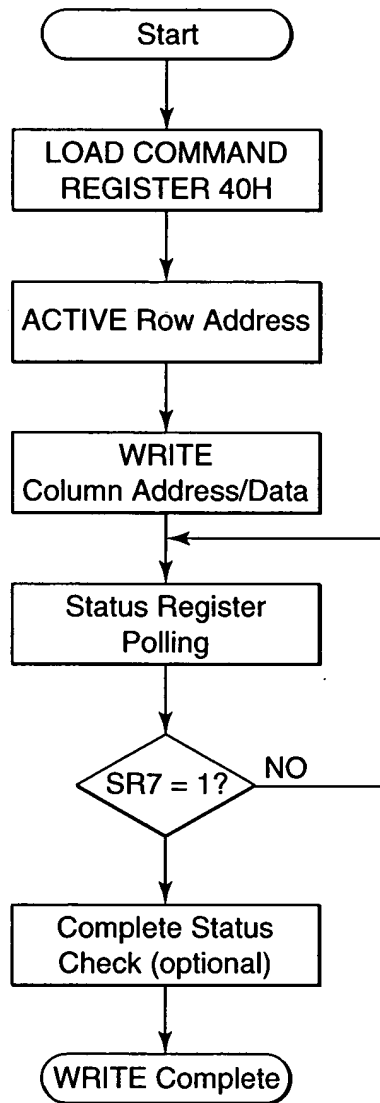 Start
LOAD COMMAND
REGISTER 40H
ACTIVE Row Address
WRITE
Column Address/Data
Status Register
Polling
SR7 = 1?
NO
Complete Status
Check (optional)
WRITE Complete